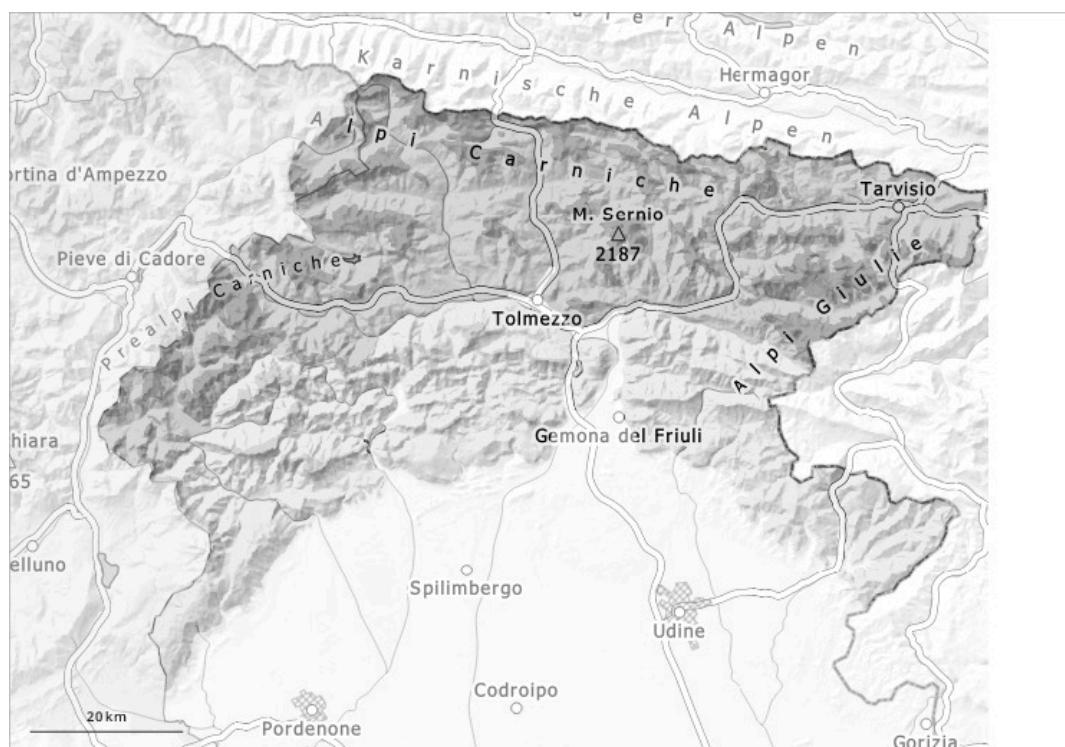 Alpen
Karnische Alpen
Hermagor
Alpi Carniche
ortina d'Ampezzo
Tarvisio
M. Sernio
2187
Pieve di Cadore
Prealpi Carniche
Alpi Giulie
Tolmezzo
Gemona del Friuli
hiara
65
elluno
Spilimbergo
Udine
Codroipo
20 km
Pordenone
Gorizia